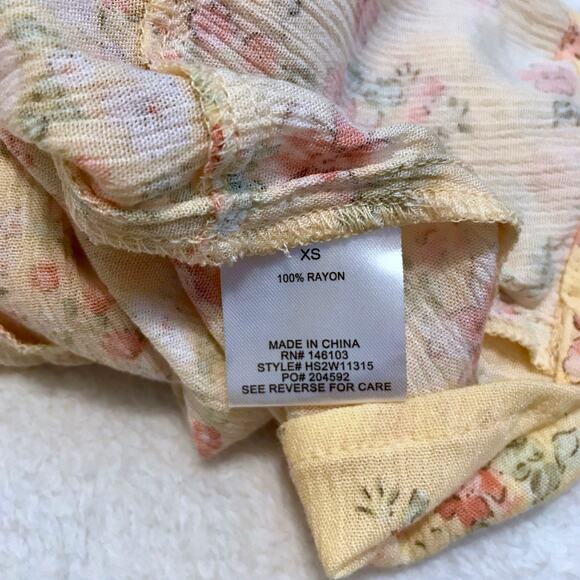 XS
100% RAYON
MADE IN CHINA
RN# 146103
STYLE# HS2W11315
PO# 204592
SEE REVERSE FOR CARE